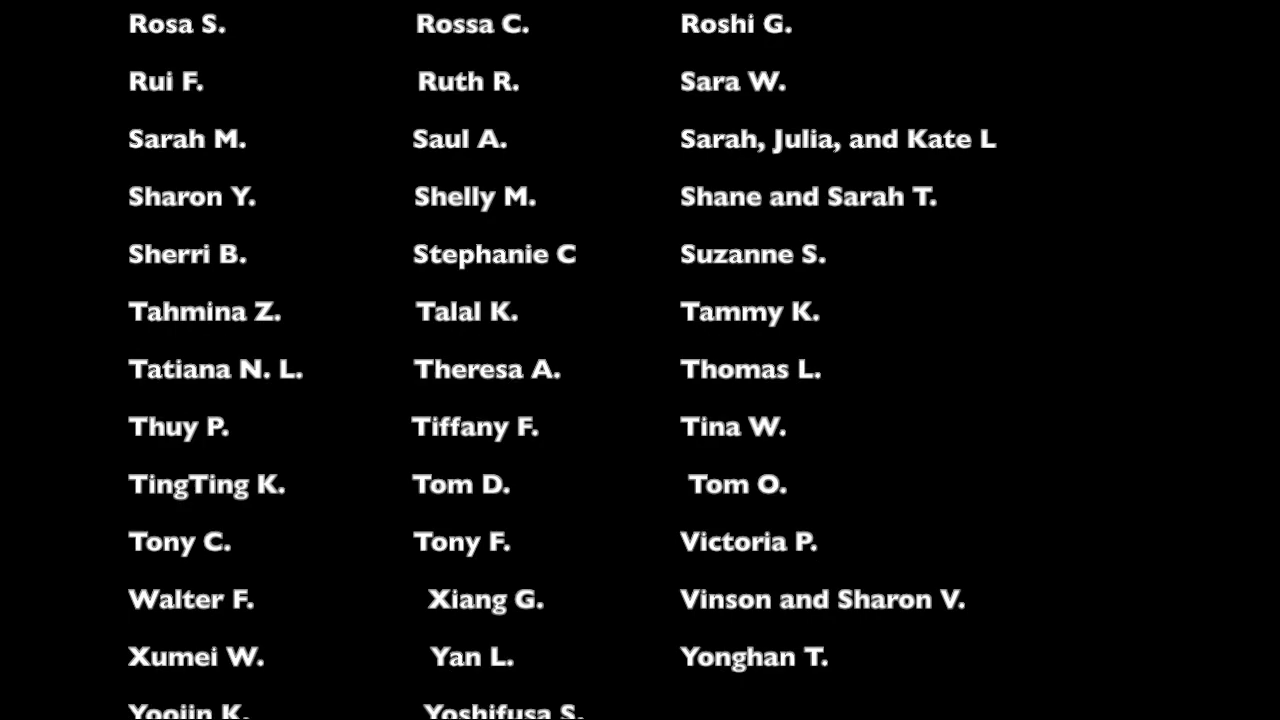 Rosa S. Rossa C. Roshi G.
Rui F. Ruth R. Sara W.
Sarah M. Saul A. Sarah, Julia, and Kate L
Sharon Y. Shelly M. Shane and Sarah T.
Sherri B. Stephanie C Suzanne S.
Tahmina Z. Talal K. Tammy K.
Tatiana N. L. Theresa A. Thomas L.
Thuy P. Tiffany F. Tina W.
TingTing K. Tom D. Tom O.
Tony C. Tony F. Victoria P.
Walter F. Xiang G. Vinson and Sharon V.
Xumei W. Yan L. Yonghan T.
Yoojin K. Yoshifusa S.